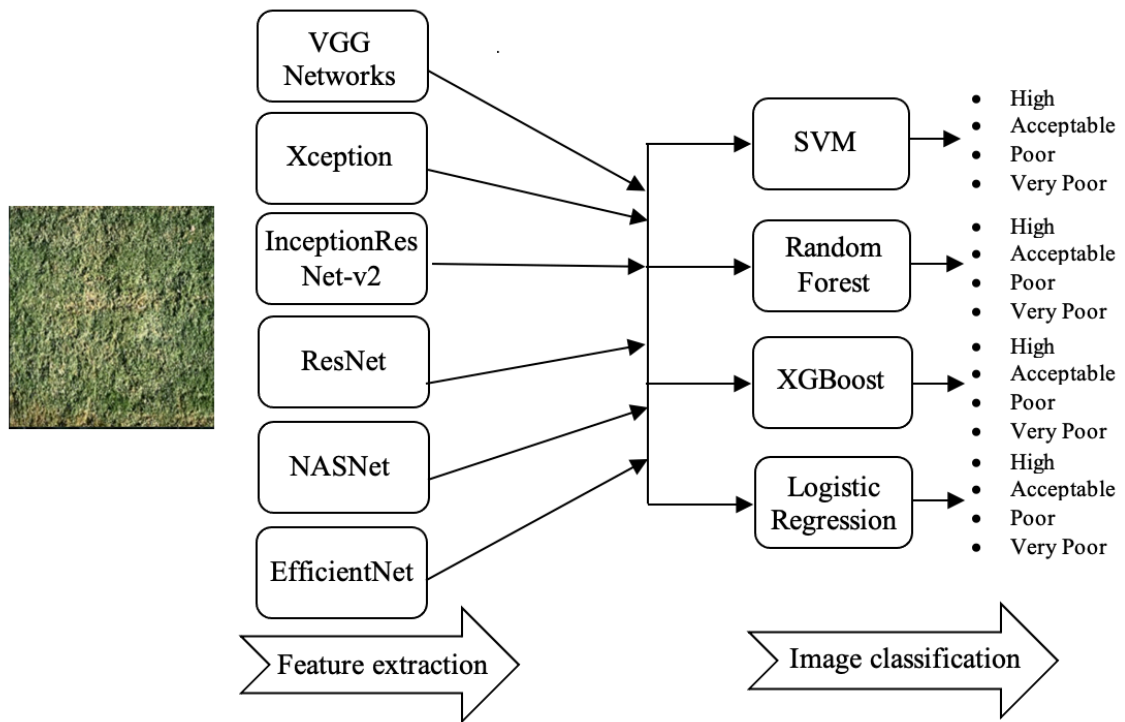 VGG
Networks
Xception
InceptionRes
Net-v2
ResNet
NASNet
EfficientNet
Feature extraction
SVM
Random
Forest
XGBoost
Logistic
Regression
• High
• Acceptable
• Poor
• Very Poor
• High
• Acceptable
• Poor
• Very Poor
• High
• Acceptable
• Poor
• Very Poor
• High
• Acceptable
• Poor
• Very Poor
Image classification